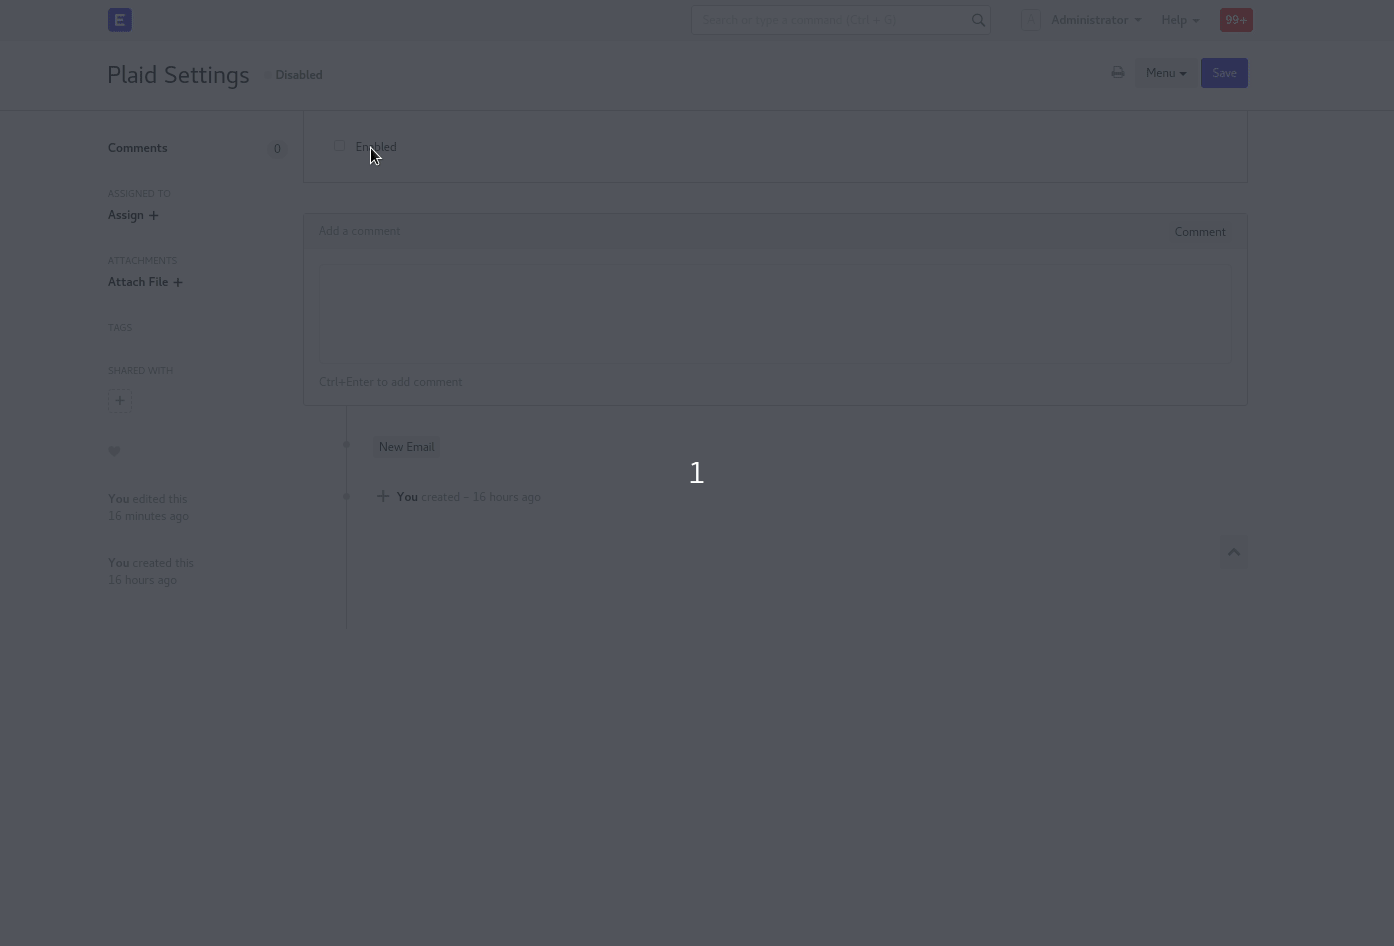 E
Search or type a command (Ctrl + G)
Administrator
Help
99+
Plaid Settings
Disabled
Menu
Save
Comments
0
Enabled
ASSIGNED TO
Assign +
Add a comment
Comment
ATTACHMENTS
Attach File +
TAGS
SHARED WITH
+
Ctrl+Enter to add comment
New Email
1
You created – 16 hours ago
You edited this
16 minutes ago
You created this
16 hours ago